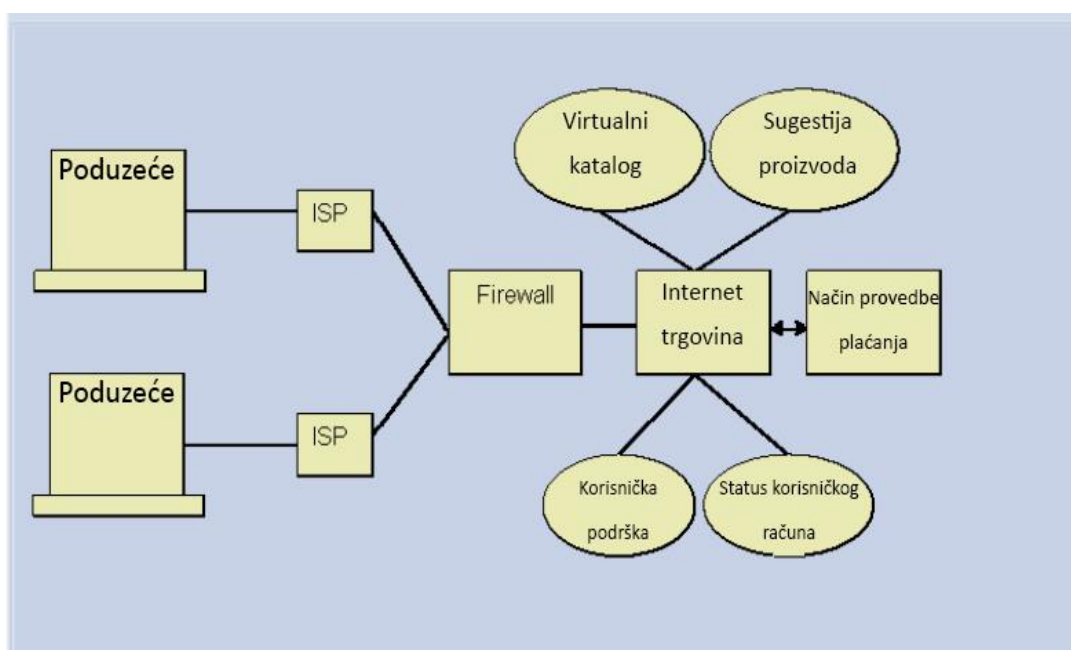 Poduzeće
ISP
Poduzeće
ISP
Firewall
Virtualni
katalog
Sugestija
proizvoda
Internet
trgovina
Način provedbe
plaćanja
Korisnička
podrška
Status korisničkog
računa